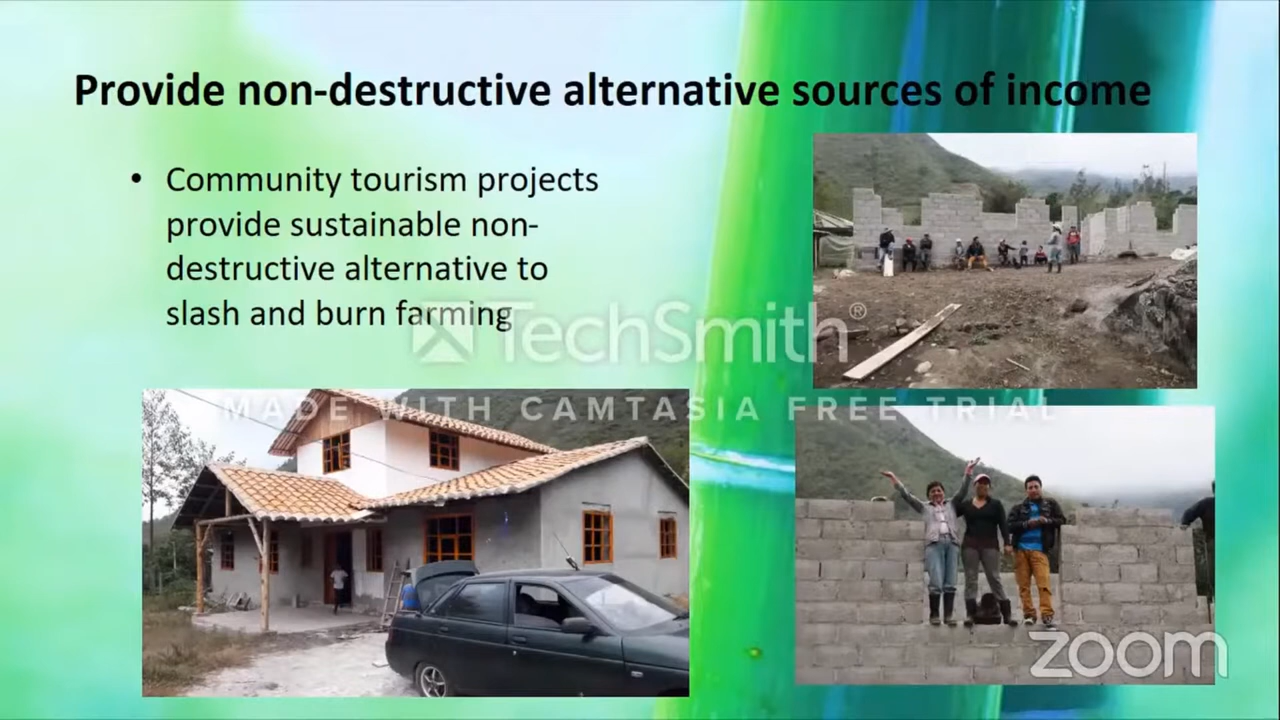 Provide non-destructive alternative sources of income
• Community tourism projects
provide sustainable non-
destructive alternative to
slash and burn farming
TechSmith®
MADE WITH CAMTASIA FREE TRIAL
zoom